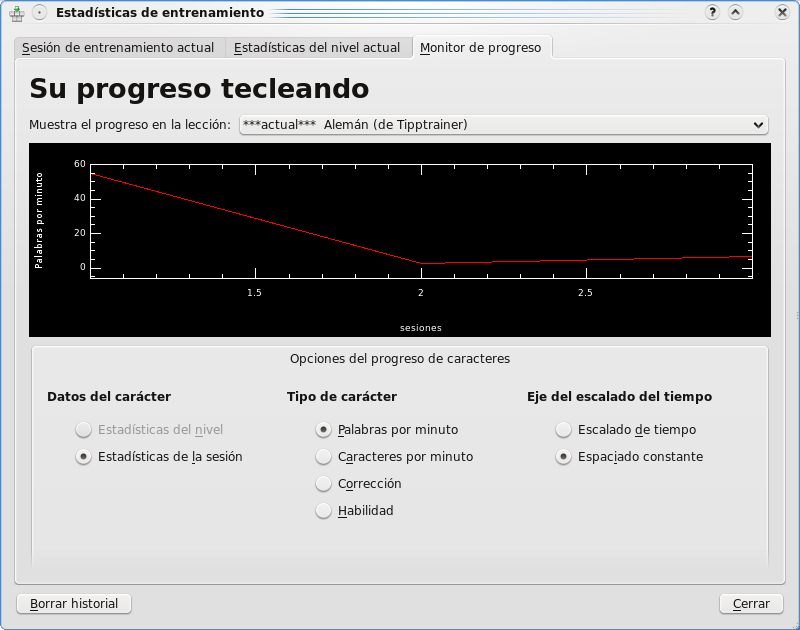 Estadísticas de entrenamiento
Sesión de entrenamiento actual Estadísticas del nivel actual Monitor de progreso
Su progreso tecleando
Muestra el progreso en la lección: ***actual*** Alemán (de Tipptrainer)
Palabras por minuto
60
40
20
0
1.5 2 2.5
sesiones
Opciones del progreso de caracteres
Datos del carácter Tipo de carácter Eje del escalado del tiempo
Estadísticas del nivel Palabras por minuto Escalado de tiempo
Estadísticas de la sesión Caracteres por minuto Espaciado constante
Corrección
Habilidad
Borrar historial Cerrar